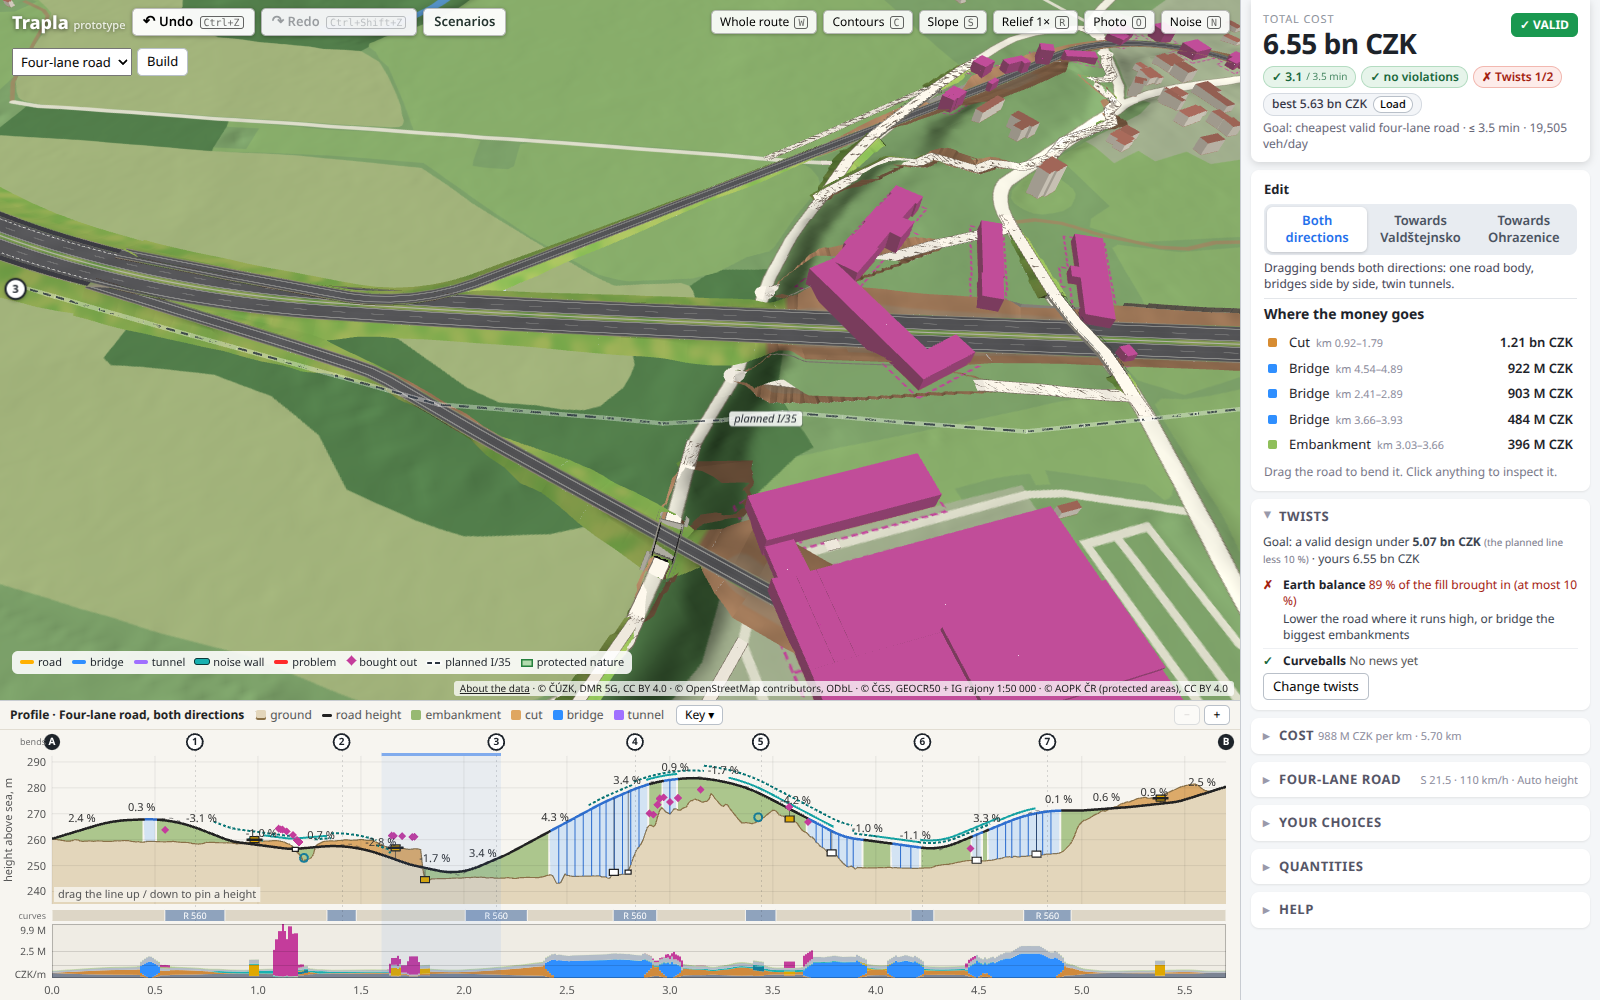 Trapla prototype
↶ Undo Ctrl+Z
↷ Redo Ctrl+Shift+Z
Scenarios
Whole route W
Contours C
Slope S
Relief 1× R
Photo O
Noise N
Four-lane road
Build
3
planned I/35
road
bridge
tunnel
noise wall
problem
bought out
planned I/35
protected nature
About the data · © ČÚZK, DMR 5G, CC BY 4.0 · © OpenStreetMap contributors, ODbL · © ČGS, GEOCR50 + IG rajony 1:50 000 · © AOPK ČR (protected areas), CC BY 4.0
TOTAL COST
✓ VALID
6.55 bn CZK
✓ 3.1 / 3.5 min
✓ no violations
✗ Twists 1/2
best 5.63 bn CZK Load
Goal: cheapest valid four-lane road · ≤ 3.5 min · 19,505
veh/day
Edit
Both
directions
Towards
Valdštejnsko
Towards
Ohrazenice
Dragging bends both directions: one road body,
bridges side by side, twin tunnels.
Where the money goes
Cut km 0.92–1.79 1.21 bn CZK
Bridge km 4.54–4.89 922 M CZK
Bridge km 2.41–2.89 903 M CZK
Bridge km 3.66–3.93 484 M CZK
Embankment km 3.03–3.66 396 M CZK
Drag the road to bend it. Click anything to inspect it.
▼ TWISTS
Goal: a valid design under 5.07 bn CZK (the planned line
less 10 %) · yours 6.55 bn CZK
✗ Earth balance 89 % of the fill brought in (at most 10
%)
Lower the road where it runs high, or bridge the
biggest embankments
✓ Curveballs No news yet
Change twists
▶ COST 988 M CZK per km · 5.70 km
▶ FOUR-LANE ROAD S 21.5 · 110 km/h · Auto height
▶ YOUR CHOICES
▶ QUANTITIES
▶ HELP
Profile · Four-lane road, both directions
ground
road height
embankment
cut
bridge
tunnel
Key ▾
−
+
bends A 1 2 3 4 5 6 7 B
height above sea, m
290
280
270
260
250
240
2.4 %
0.3 %
-3.1 %
-1.0 %
0.7 %
-2.8 %
-1.7 %
3.4 %
4.3 %
3.4 %
0.9 %
-1.7 %
-4.2 %
-1.0 %
-1.1 %
3.3 %
0.1 %
0.6 %
0.9 %
2.5 %
drag the line up / down to pin a height
curves R 560 R 560 R 560 R 560
9.9 M
2.5 M
CZK/m
0.0 0.5 1.0 1.5 2.0 2.5 3.0 3.5 4.0 4.5 5.0 5.5